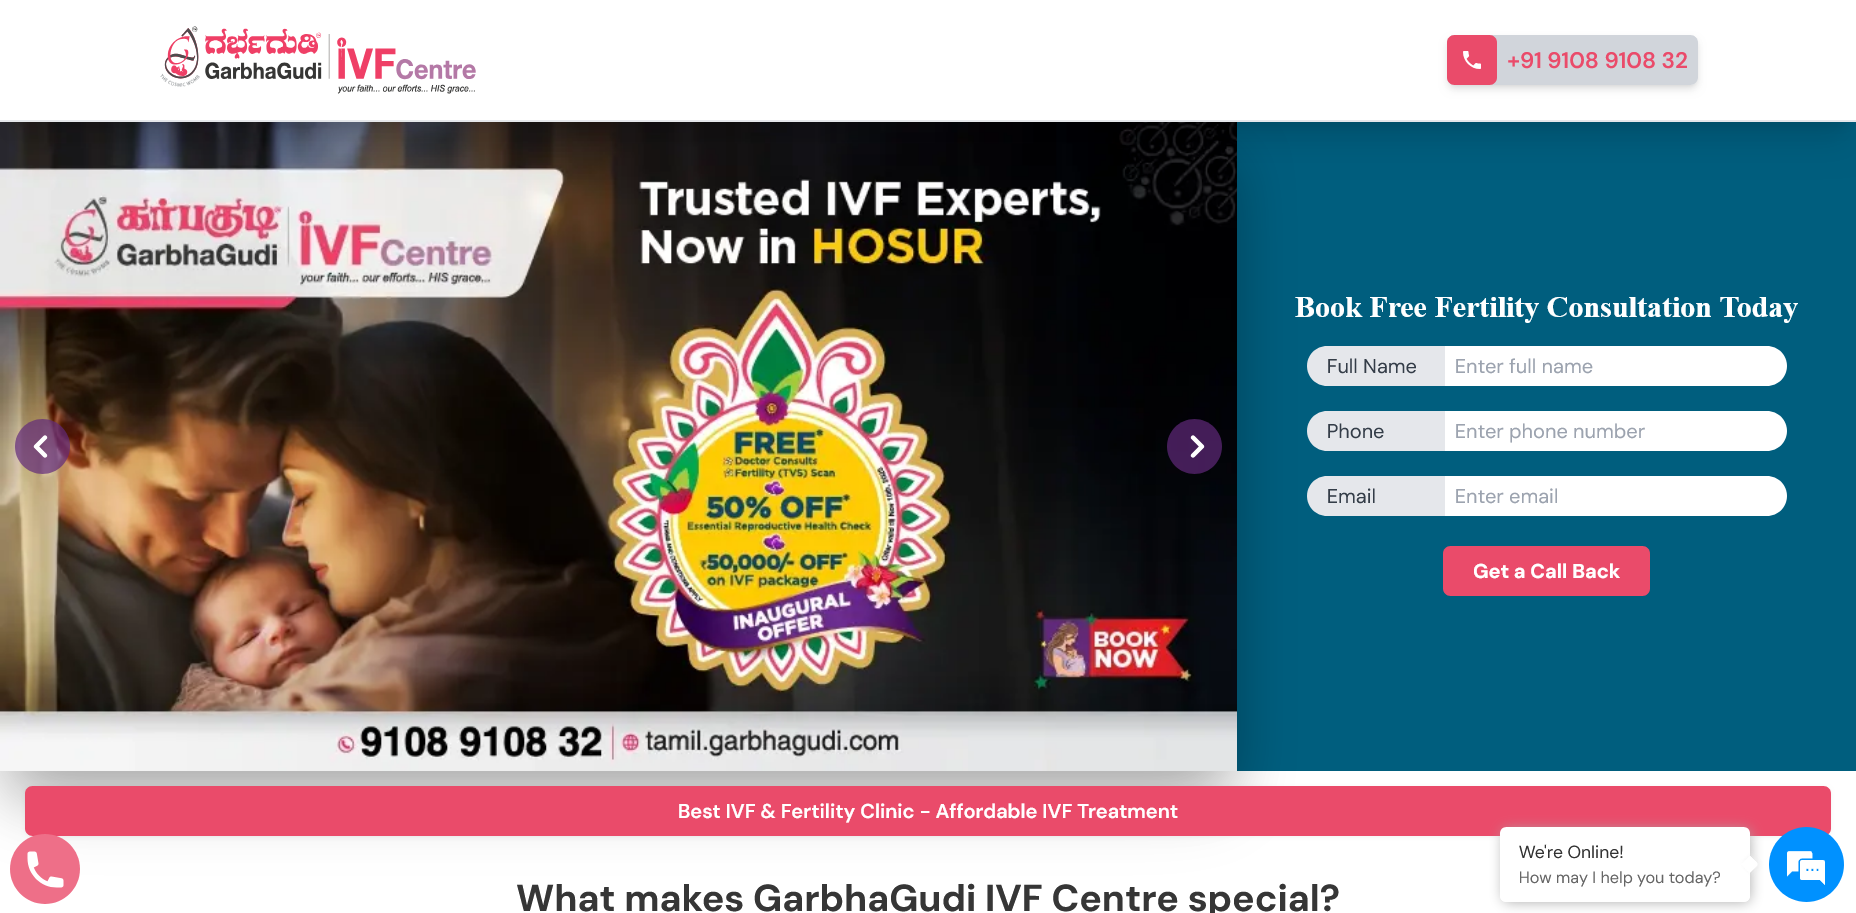 ಗರ್ಭಗುಡಿ
GarbhaGudi
IVF Centre
your faith... our efforts... HIS grace...
+91 9108 9108 32
கர்பகுடி
GarbhaGudi
IVF Centre
THE COSMIC WOMB
your faith... our efforts... HIS grace...
Trusted IVF Experts,
Now in HOSUR
FREE*
Doctor Consults
Fertility (TVS) Scan
50% OFF*
Essential Reproductive Health Check
₹50,000/- OFF*
on IVF package
INAUGURAL
OFFER
BOOK
NOW
9108 9108 32
tamil.garbhagudi.com
Book Free Fertility Consultation Today
Full Name Enter full name
Phone Enter phone number
Email Enter email
Get a Call Back
Best IVF & Fertility Clinic - Affordable IVF Treatment
What makes GarbhaGudi IVF Centre special?
We're Online!
How may I help you today?